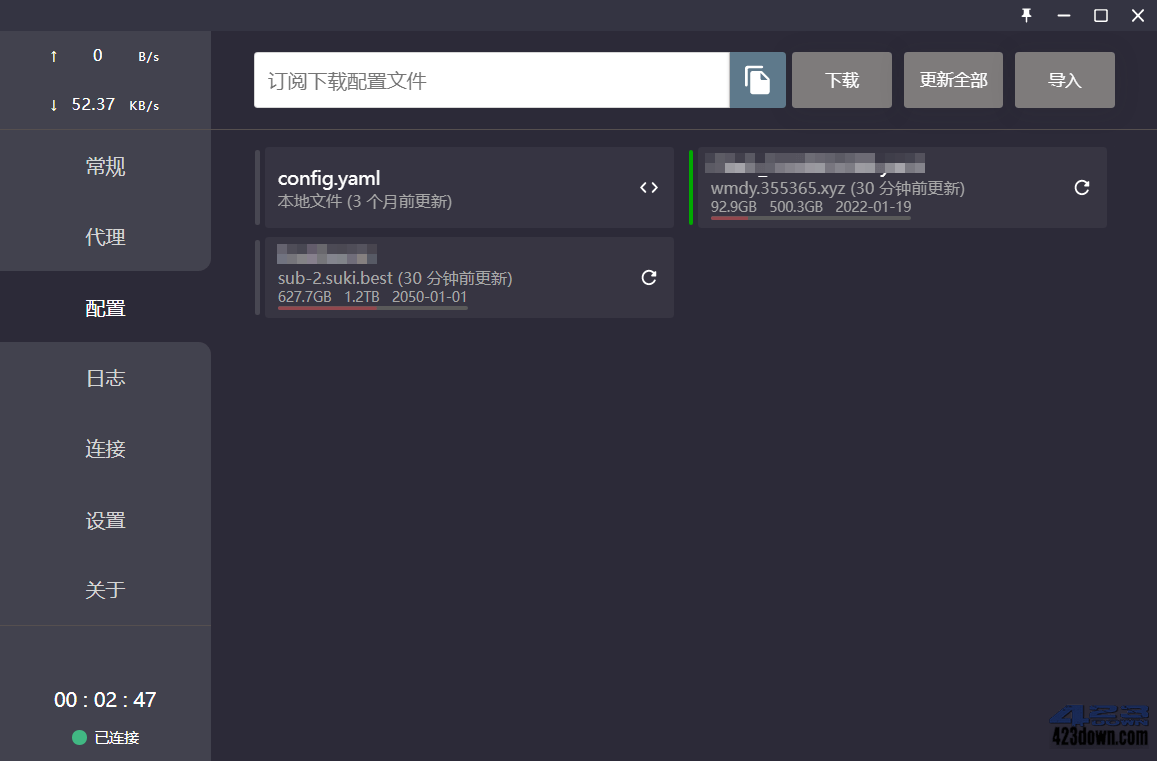 ↑ 0 B/s
↓ 52.37 KB/s
常规
代理
配置
日志
连接
设置
关于
00 : 02 : 47
已连接
订阅下载配置文件
下载
更新全部
导入
config.yaml
本地文件 (3 个月前更新)
wmdy.355365.xyz (30 分钟前更新)
92.9GB 500.3GB 2022-01-19
sub-2.suki.best (30 分钟前更新)
627.7GB 1.2TB 2050-01-01
423down.com